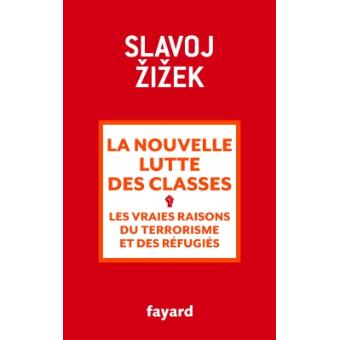 SLAVOJ
ŽIŽEK
LA NOUVELLE
LUTTE
DES CLASSES
LES VRAIES RAISONS
DU TERRORISME
ET DES RÉFUGIÉS
fayard